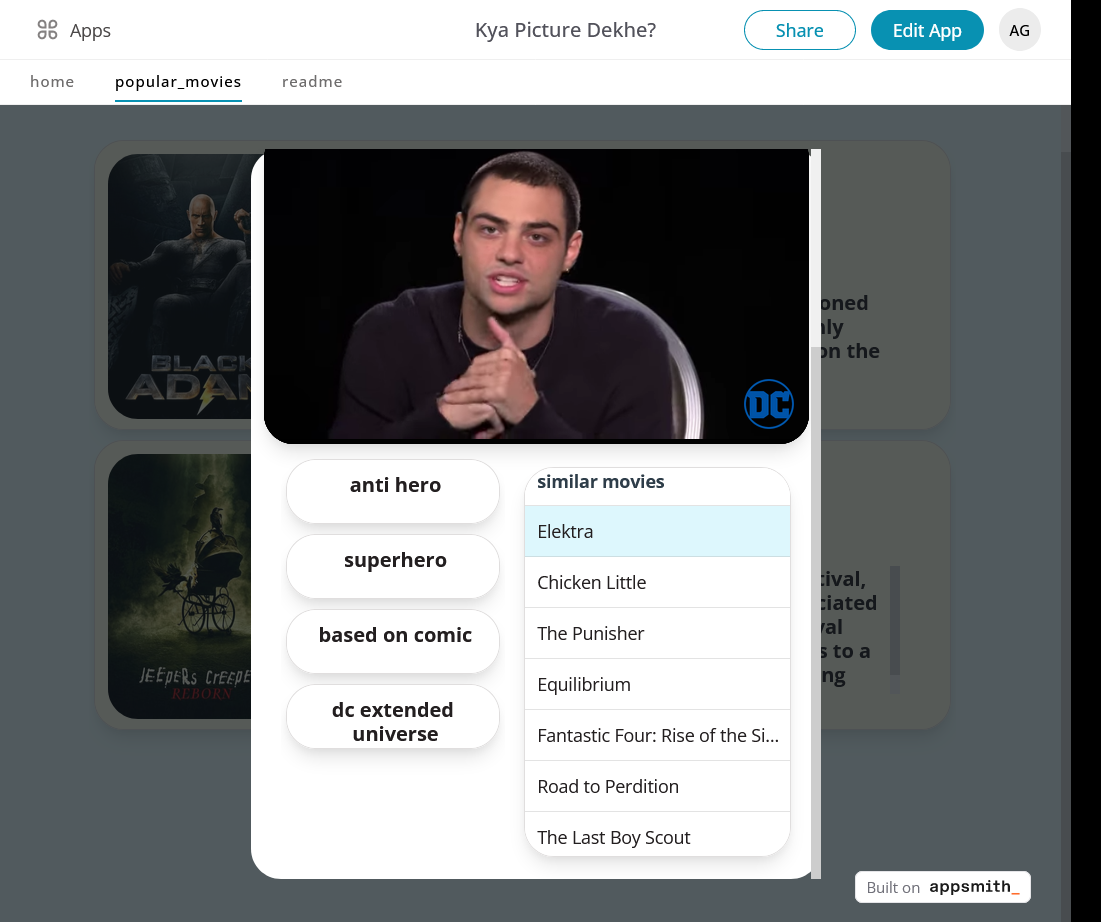 Apps
Kya Picture Dekhe?
Share
Edit App
AG
home
popular_movies
readme
BLACK
ADAM
oned
nly
on the
DC
anti hero
superhero
based on comic
dc extended
universe
similar movies
Elektra
Chicken Little
The Punisher
Equilibrium
Fantastic Four: Rise of the Si...
Road to Perdition
The Last Boy Scout
JEEPERS CREEPE
REBORN
tival,
ciated
val
s to a
ng
Built on appsmith_